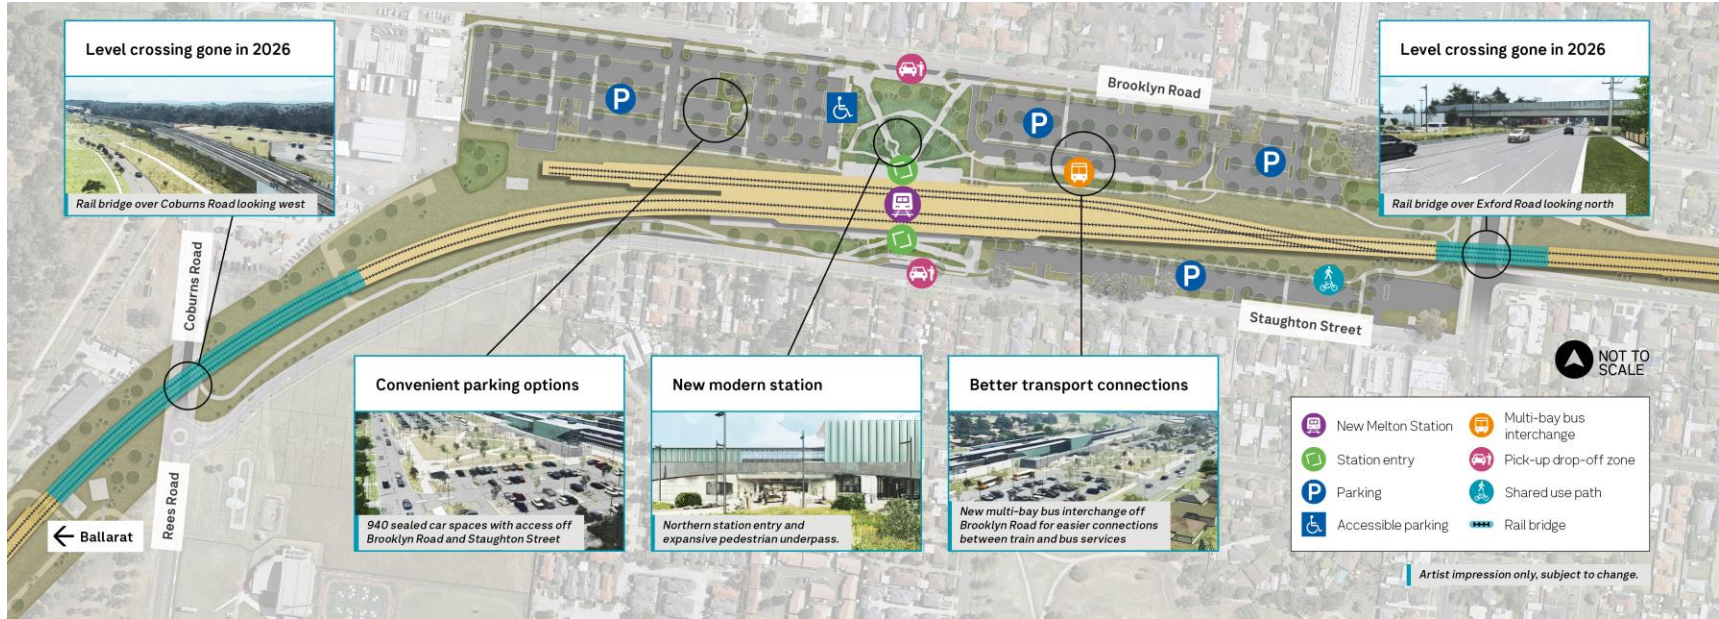 Level crossing gone in 2026
Rail bridge over Coburns Road looking west
P
P
P
P
Brooklyn Road
Level crossing gone in 2026
Rail bridge over Exford Road looking north
Coburns Road
Staughton Street
Rees Road
← Ballarat
Convenient parking options
940 sealed car spaces with access off
Brooklyn Road and Staughton Street
New modern station
Northern station entry and
expansive pedestrian underpass.
Better transport connections
New multi-bay bus interchange off
Brooklyn Road for easier connections
between train and bus services
NOT TO
SCALE
New Melton Station
Station entry
P
Parking
Accessible parking
Multi-bay bus
interchange
Pick-up drop-off zone
Shared use path
Rail bridge
Artist impression only, subject to change.